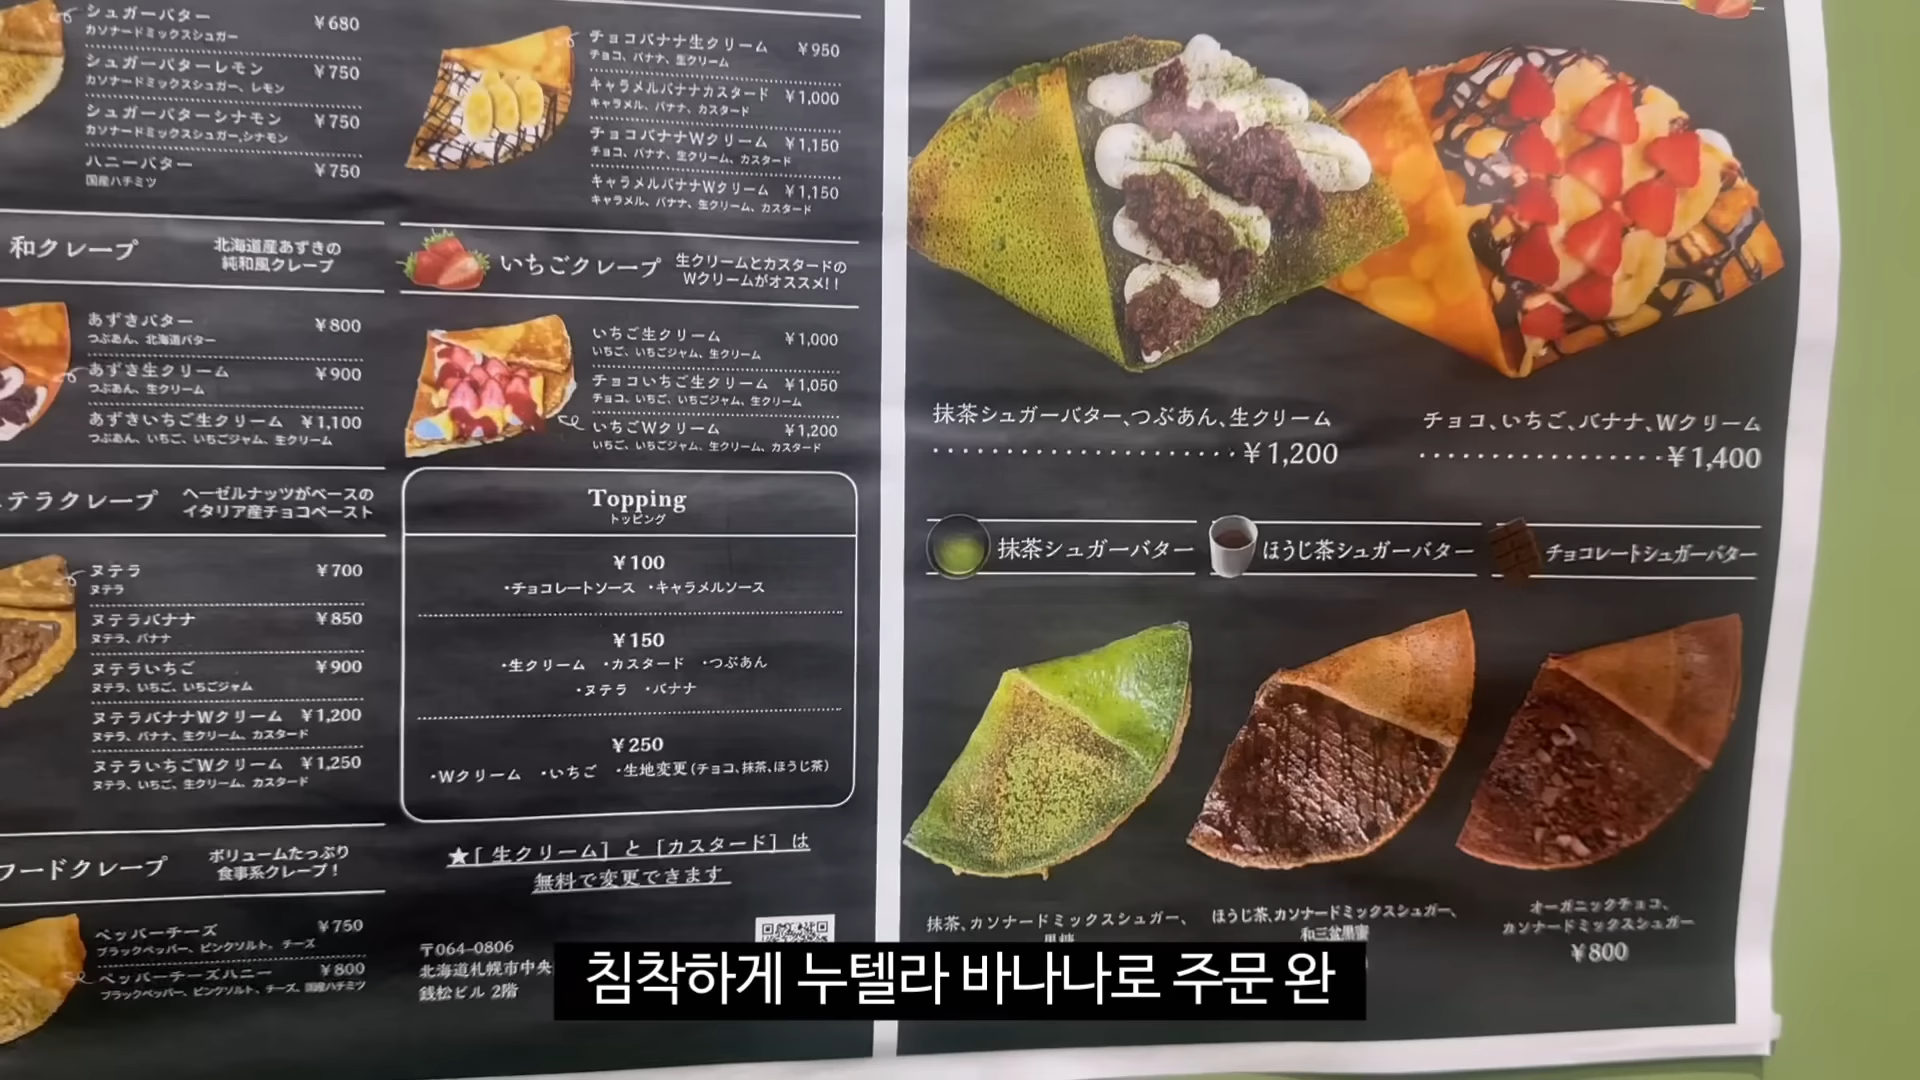 シュガーバター ¥680
カソナードミックスシュガー
シュガーバターレモン ¥750
カソナードミックスシュガー、レモン
シュガーバターシナモン ¥750
カソナードミックスシュガー,シナモン
ハニーバター ¥750
国産ハチミツ
和クレープ 北海道産あずきの
純和風クレープ
あずきバター ¥800
つぶあん、北海道バター
あずき生クリーム ¥900
つぶあん、生クリーム
あずきいちご生クリーム ¥1,100
つぶあん、いちご、いちごジャム、生クリーム
テラクレープ ヘーゼルナッツがベースの
イタリア産チョコペースト
ヌテラ ¥700
ヌテラ
ヌテラバナナ ¥850
ヌテラ、バナナ
ヌテラいちご ¥900
ヌテラ、いちご、いちごジャム
ヌテラバナナWクリーム ¥1,200
ヌテラ、バナナ、生クリーム、カスタード
ヌテラいちごWクリーム ¥1,250
ヌテラ、いちご、生クリーム、カスタード
フードクレープ ボリュームたっぷり
食事系クレープ!
ペッパーチーズ ¥750
ブラックペッパー、ピンクソルト、チーズ
ペッパーチーズハニー ¥800
ブラックペッパー、ピンクソルト、チーズ、国産ハチミツ
チョコバナナ生クリーム ¥950
チョコ、バナナ、生クリーム
キャラメルバナナカスタード ¥1,000
キャラメル、バナナ、カスタード
チョコバナナWクリーム ¥1,150
チョコ、バナナ、生クリーム、カスタード
キャラメルバナナWクリーム ¥1,150
キャラメル、バナナ、生クリーム、カスタード
いちごクレープ 生クリームとカスタードの
Wクリームがオススメ!!
いちご生クリーム ¥1,000
いちご、いちごジャム、生クリーム
チョコいちご生クリーム ¥1,050
チョコ、いちご、いちごジャム、生クリーム
いちごWクリーム ¥1,200
いちご、いちごジャム、生クリーム、カスタード
Topping
トッピング
¥100
・チョコレートソース ・キャラメルソース
¥150
・生クリーム ・カスタード ・つぶあん
・ヌテラ ・バナナ
¥250
・Wクリーム ・いちご ・生地変更(チョコ、抹茶、ほうじ茶)
★[ 生クリーム] と [カスタード] は
無料で変更できます
〒064-0806
北海道札幌市中央
銭松ビル 2階
抹茶シュガーバター、つぶあん、生クリーム
¥1,200
チョコ、いちご、バナナ、Wクリーム
¥1,400
抹茶シュガーバター
ほうじ茶シュガーバター
チョコレートシュガーバター
抹茶、カソナードミックスシュガー、
ほうじ茶、カソナードミックスシュガー、
和三盆黒蜜
オーガニックチョコ、
カソナードミックスシュガー
¥800
침착하게 누텔라 바나나로 주문 완